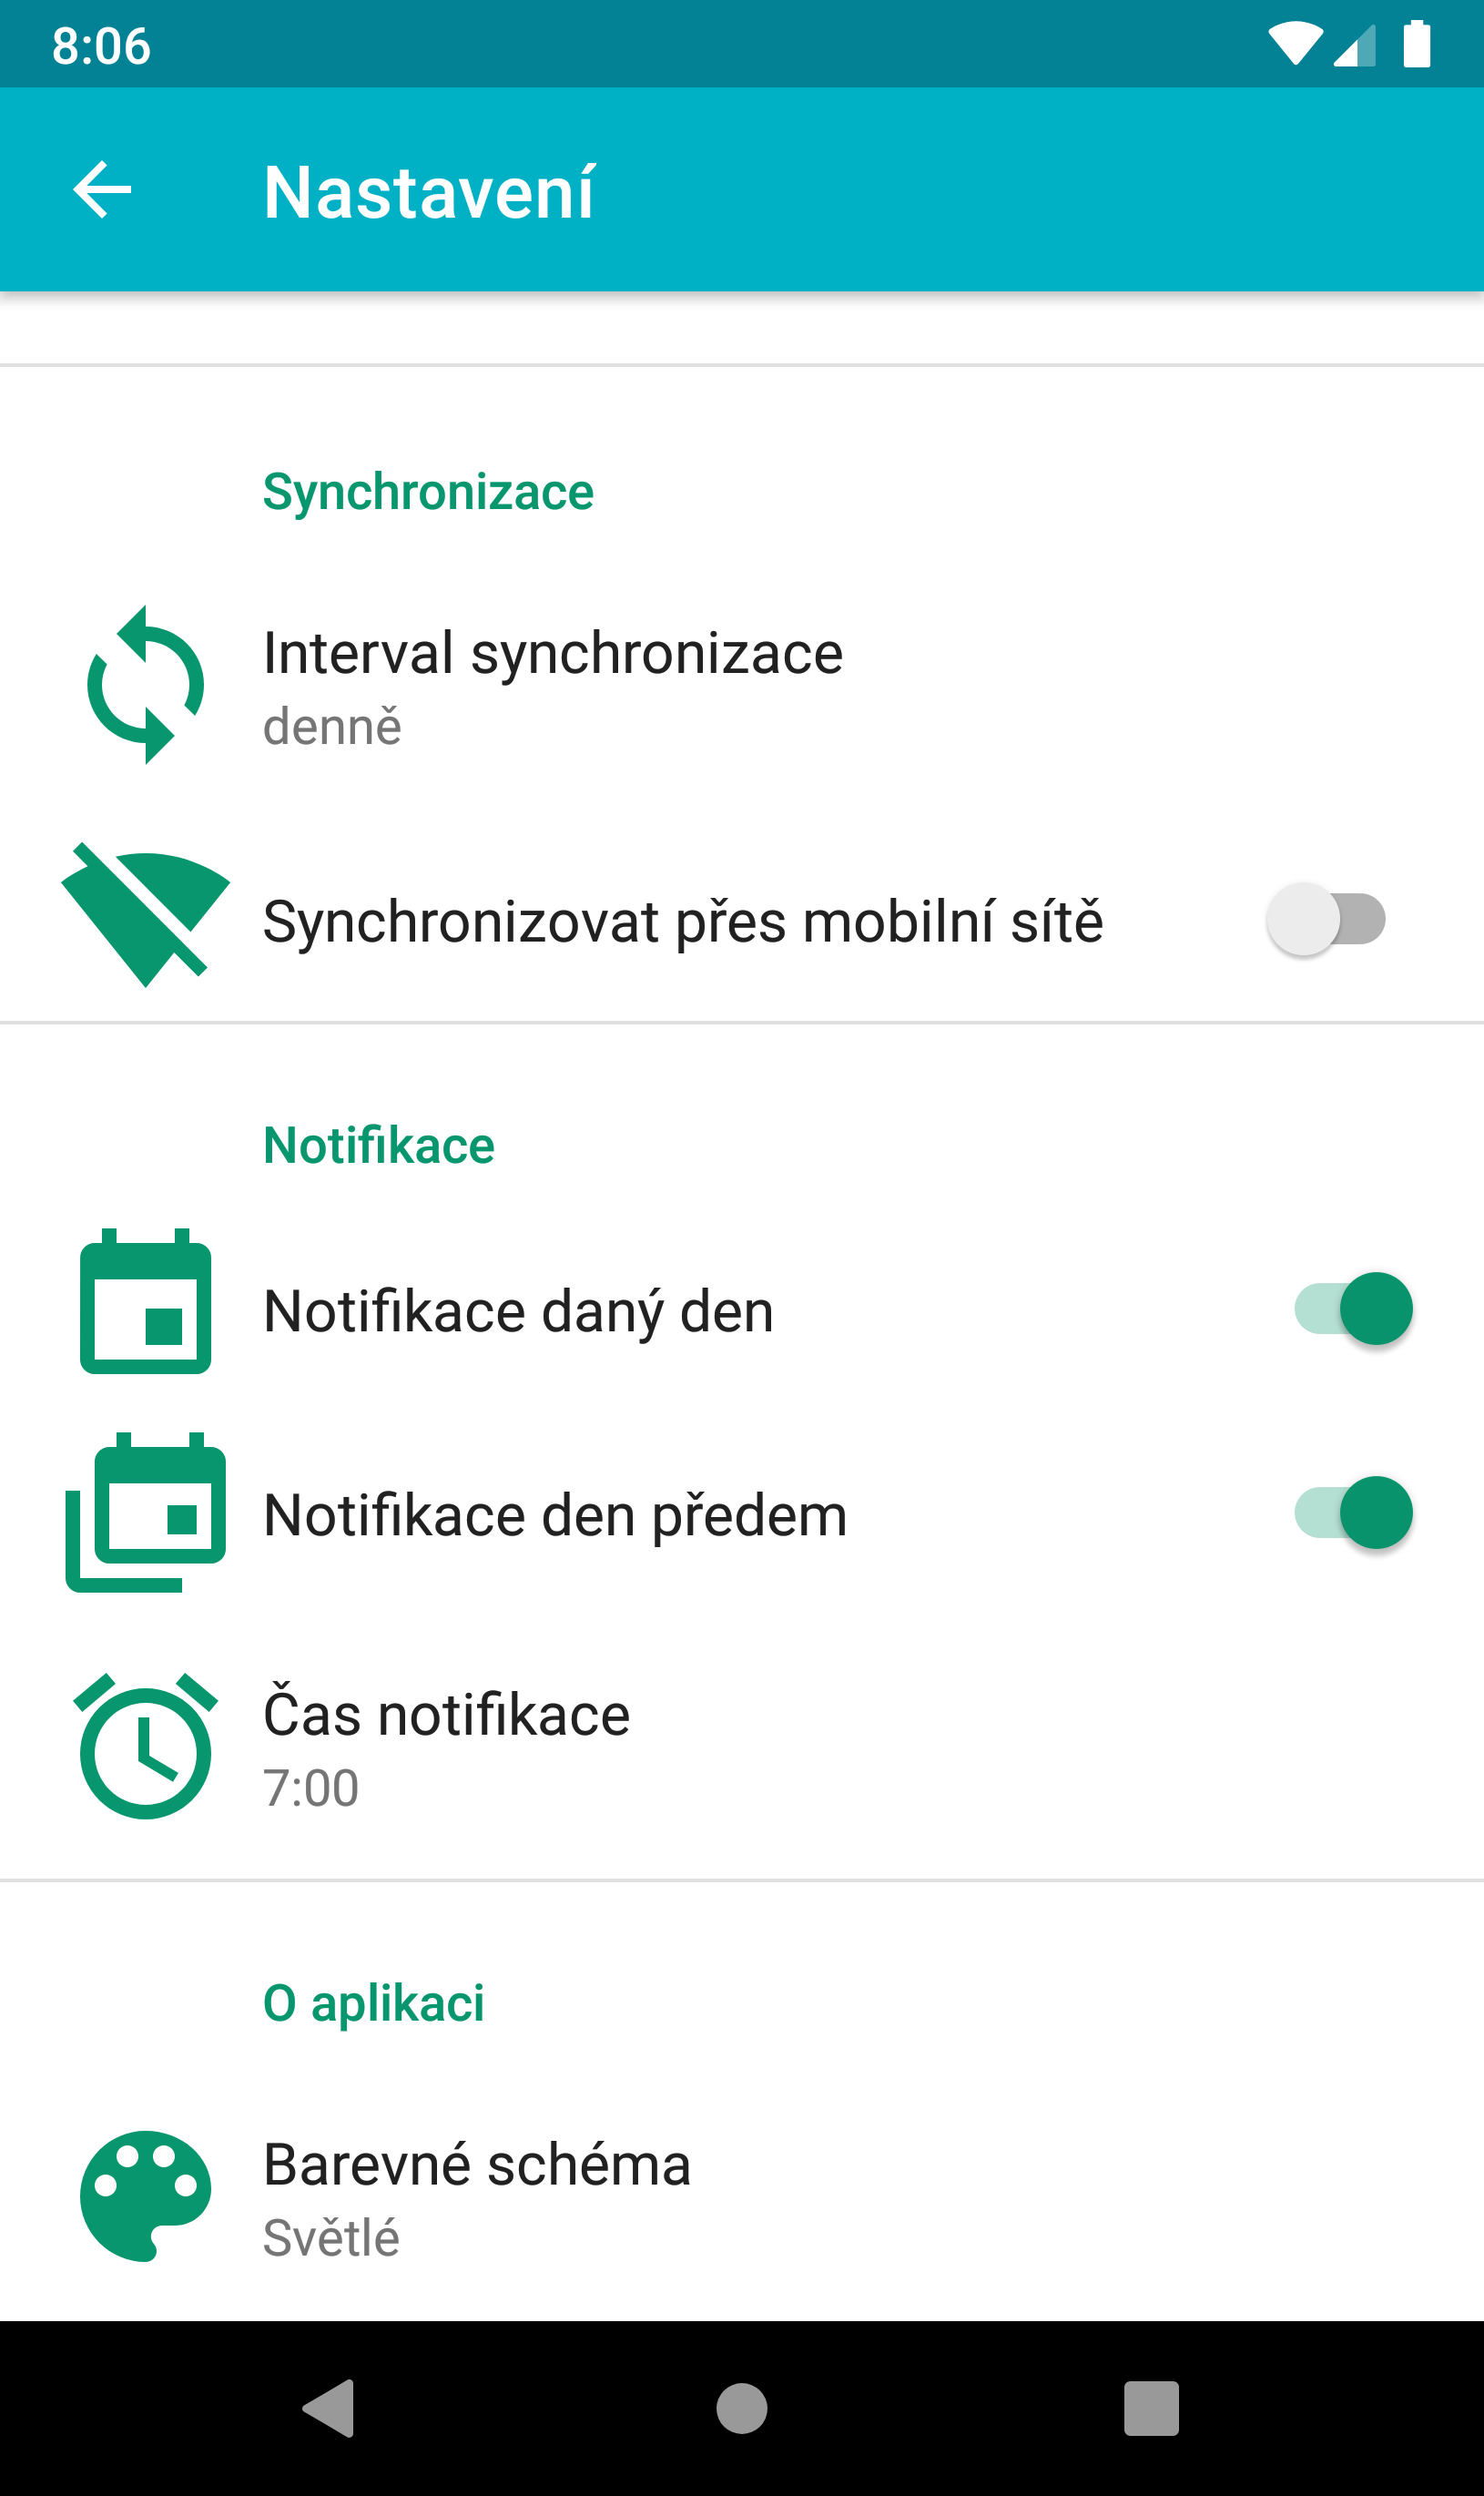 8:06
Nastavení
Synchronizace
Interval synchronizace
denně
Synchronizovat přes mobilní sítě
Notifikace
Notifikace daný den
Notifikace den předem
Čas notifikace
7:00
O aplikaci
Barevné schéma
Světlé